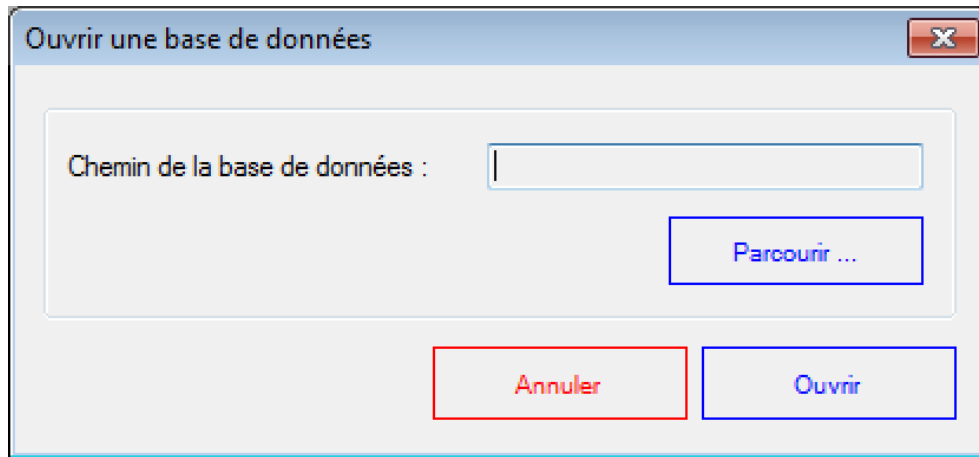 Ouvrir une base de données
Chemin de la base de données :
Parcourir ...
Annuler
Ouvrir